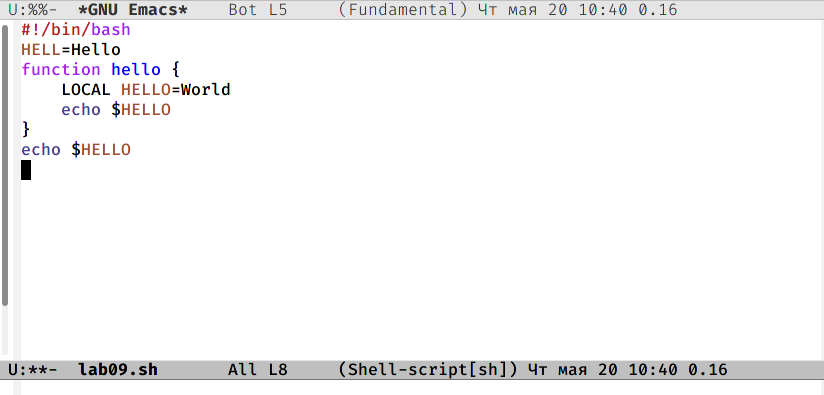 U:%%-  *GNU Emacs*    Bot L5     (Fundamental) Чт мая 20 10:40 0.16
#!/bin/bash
HELL=Hello
function hello {
    LOCAL HELLO=World
    echo $HELLO
}
echo $HELLO
U:**-  lab09.sh       All L8     (Shell-script[sh]) Чт мая 20 10:40 0.16